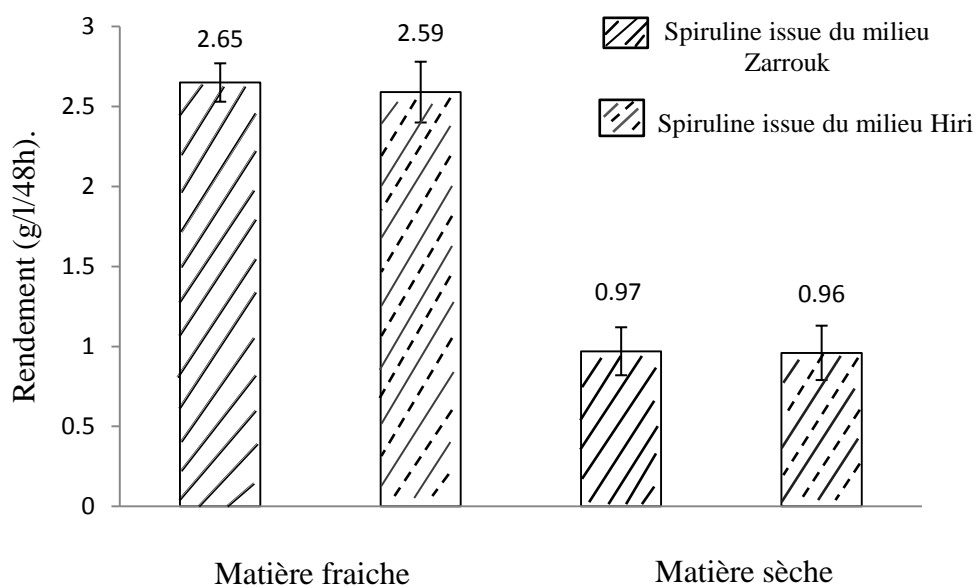 Rendement (g/l/48h).
3
2.5
2
1.5
1
0.5
0
2.65
2.59
0.97
0.96
Spiruline issue du milieu
Zarrouk
Spiruline issue du milieu Hiri
Matière fraiche
Matière sèche